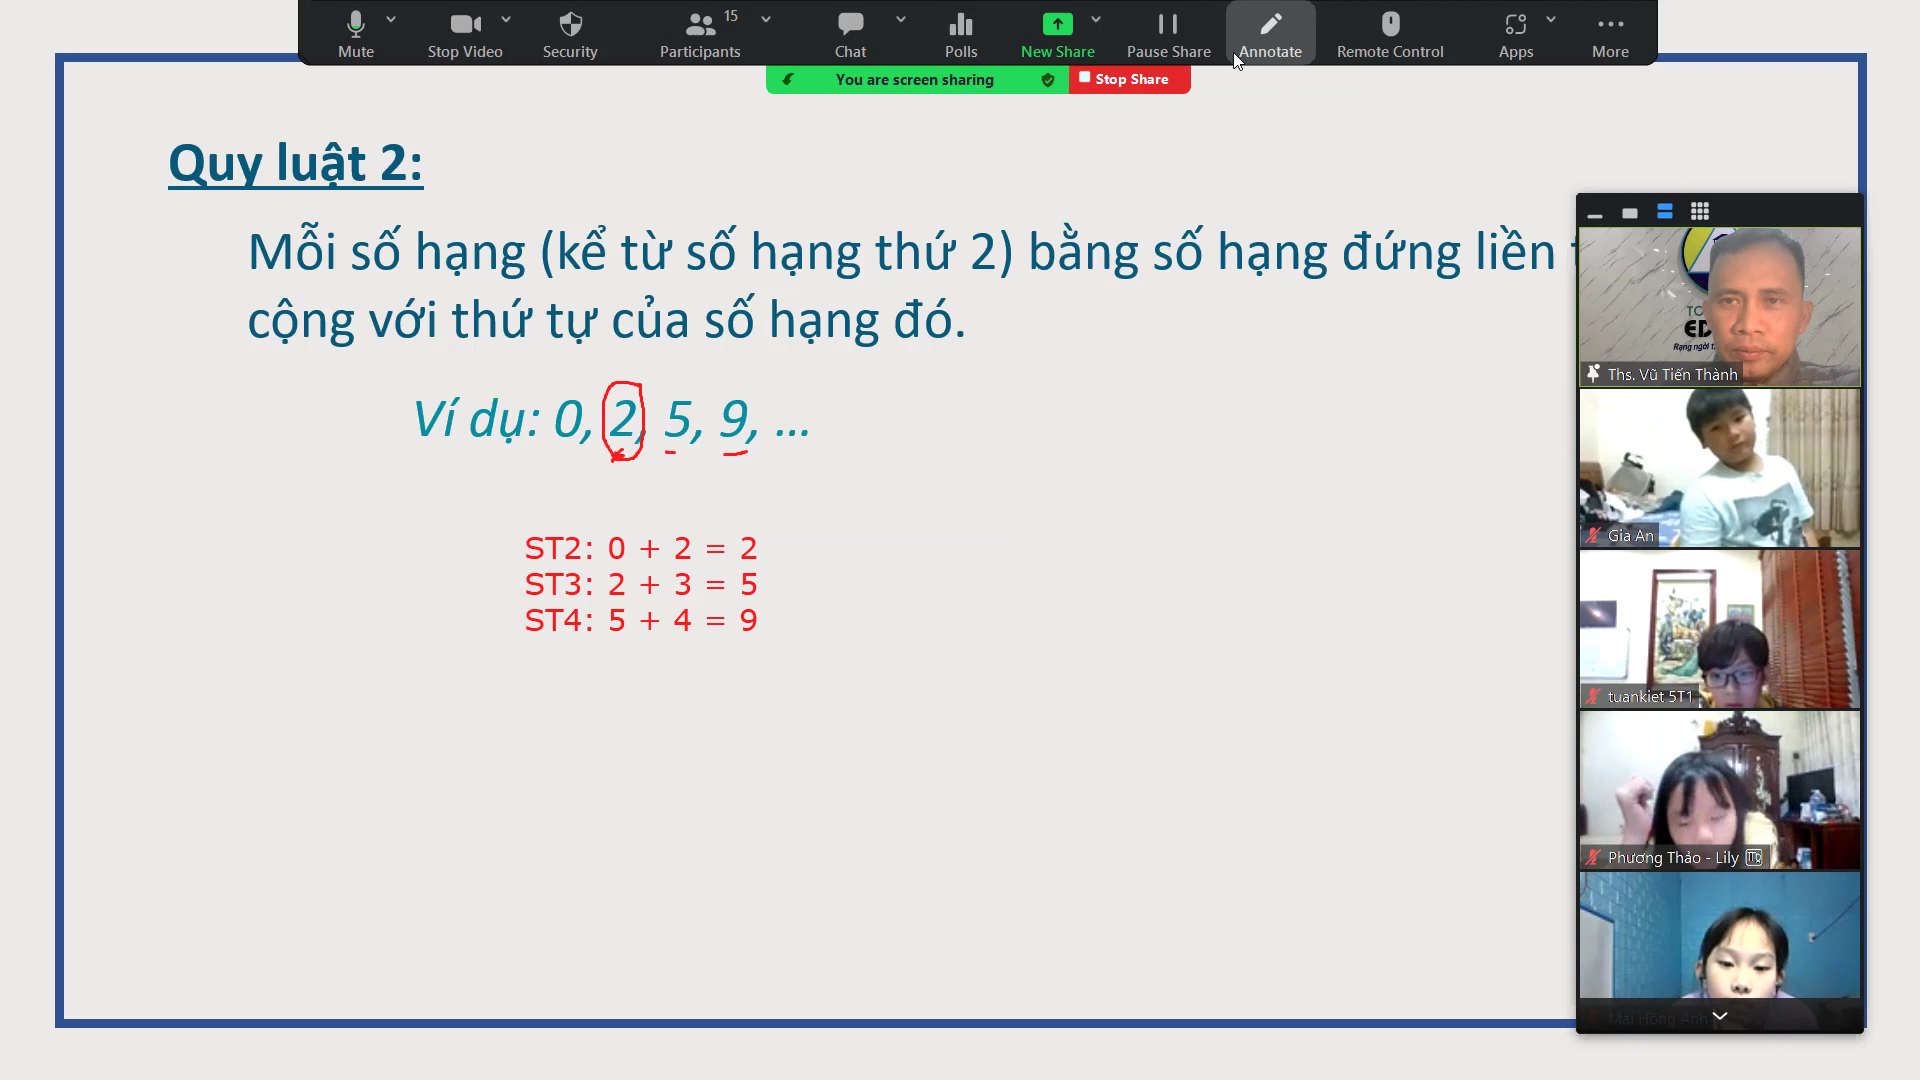 Mute
Stop Video
Security
Participants
15
Chat
Polls
New Share
Pause Share
Annotate
Remote Control
Apps
More
You are screen sharing
Stop Share
Quy luật 2:
Mỗi số hạng (kể từ số hạng thứ 2) bằng số hạng đứng liền
cộng với thứ tự của số hạng đó.
Ví dụ: 0, 2, 5, 9, ...
ST2: 0 + 2 = 2
ST3: 2 + 3 = 5
ST4: 5 + 4 = 9
Ths. Vũ Tiến Thành
Gia An
tuankiet 5T1
Phương Thảo - Lily
Mai Hồng Anh